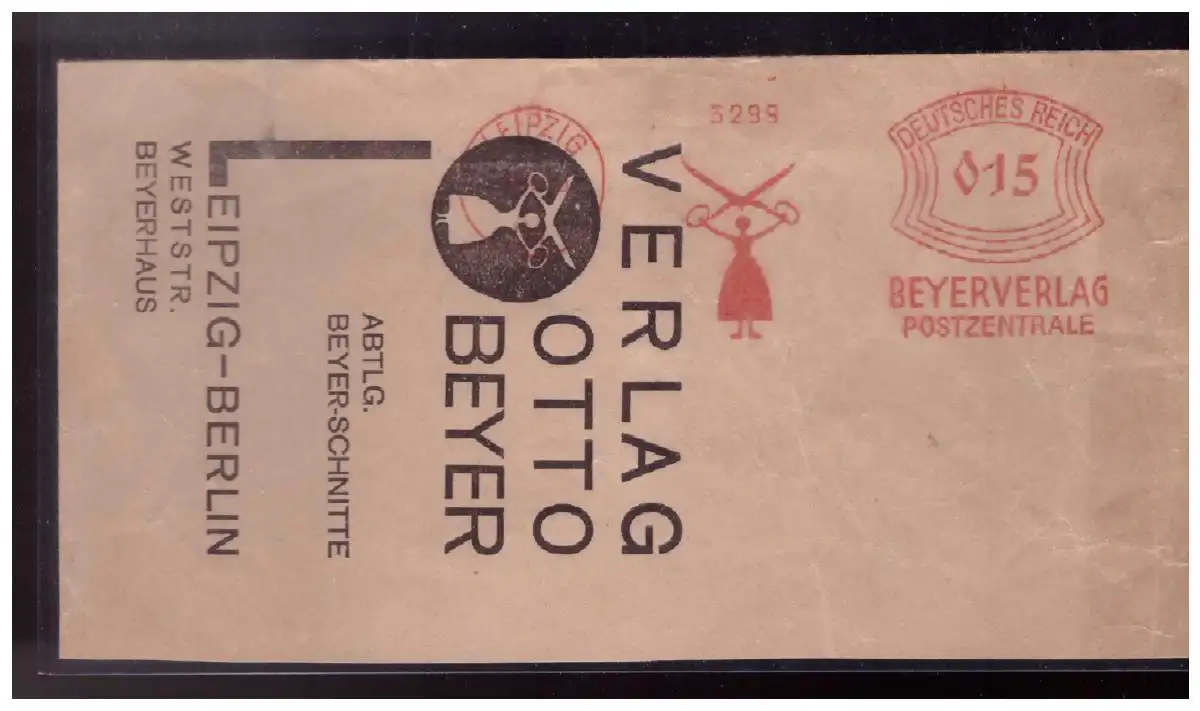 VERLAG
OTTO
BEYER
ABTLG.
BEYER-SCHNITTE
LEIPZIG-BERLIN
WESTSTR.
BEYERHAUS
LEIPZIG
3299
DEUTSCHES REICH
015
BEYERVERLAG
POSTZENTRALE